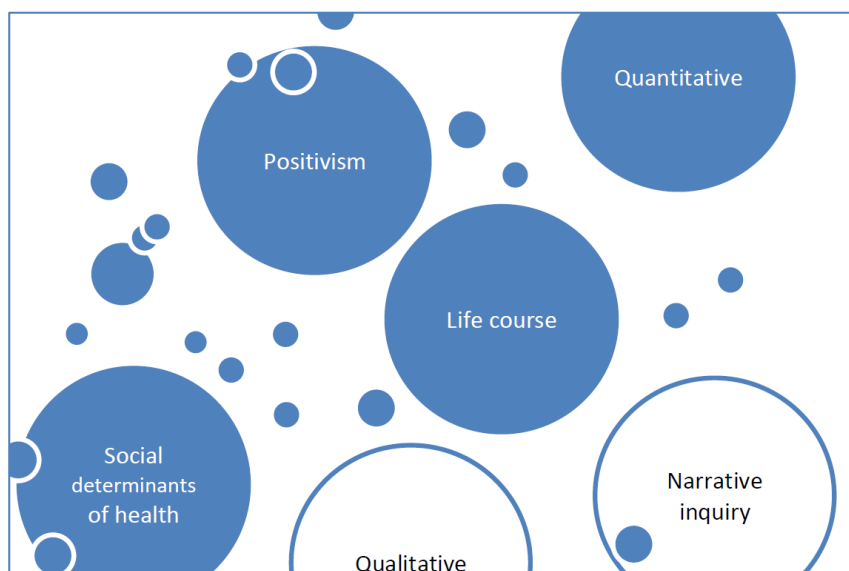 Quantitative
Positivism
Life course
Social
determinants
of health
Narrative
inquiry
Qualitative